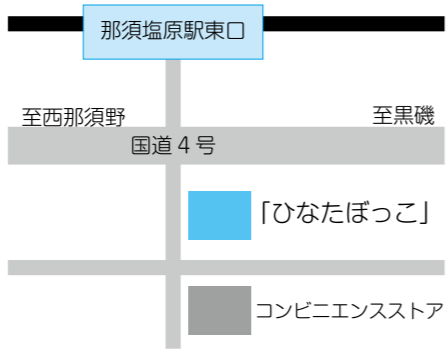 那須塩原駅東口
至西那須野
至黒磯
国道4号
「ひなたぼっこ」
コンビニエンスストア